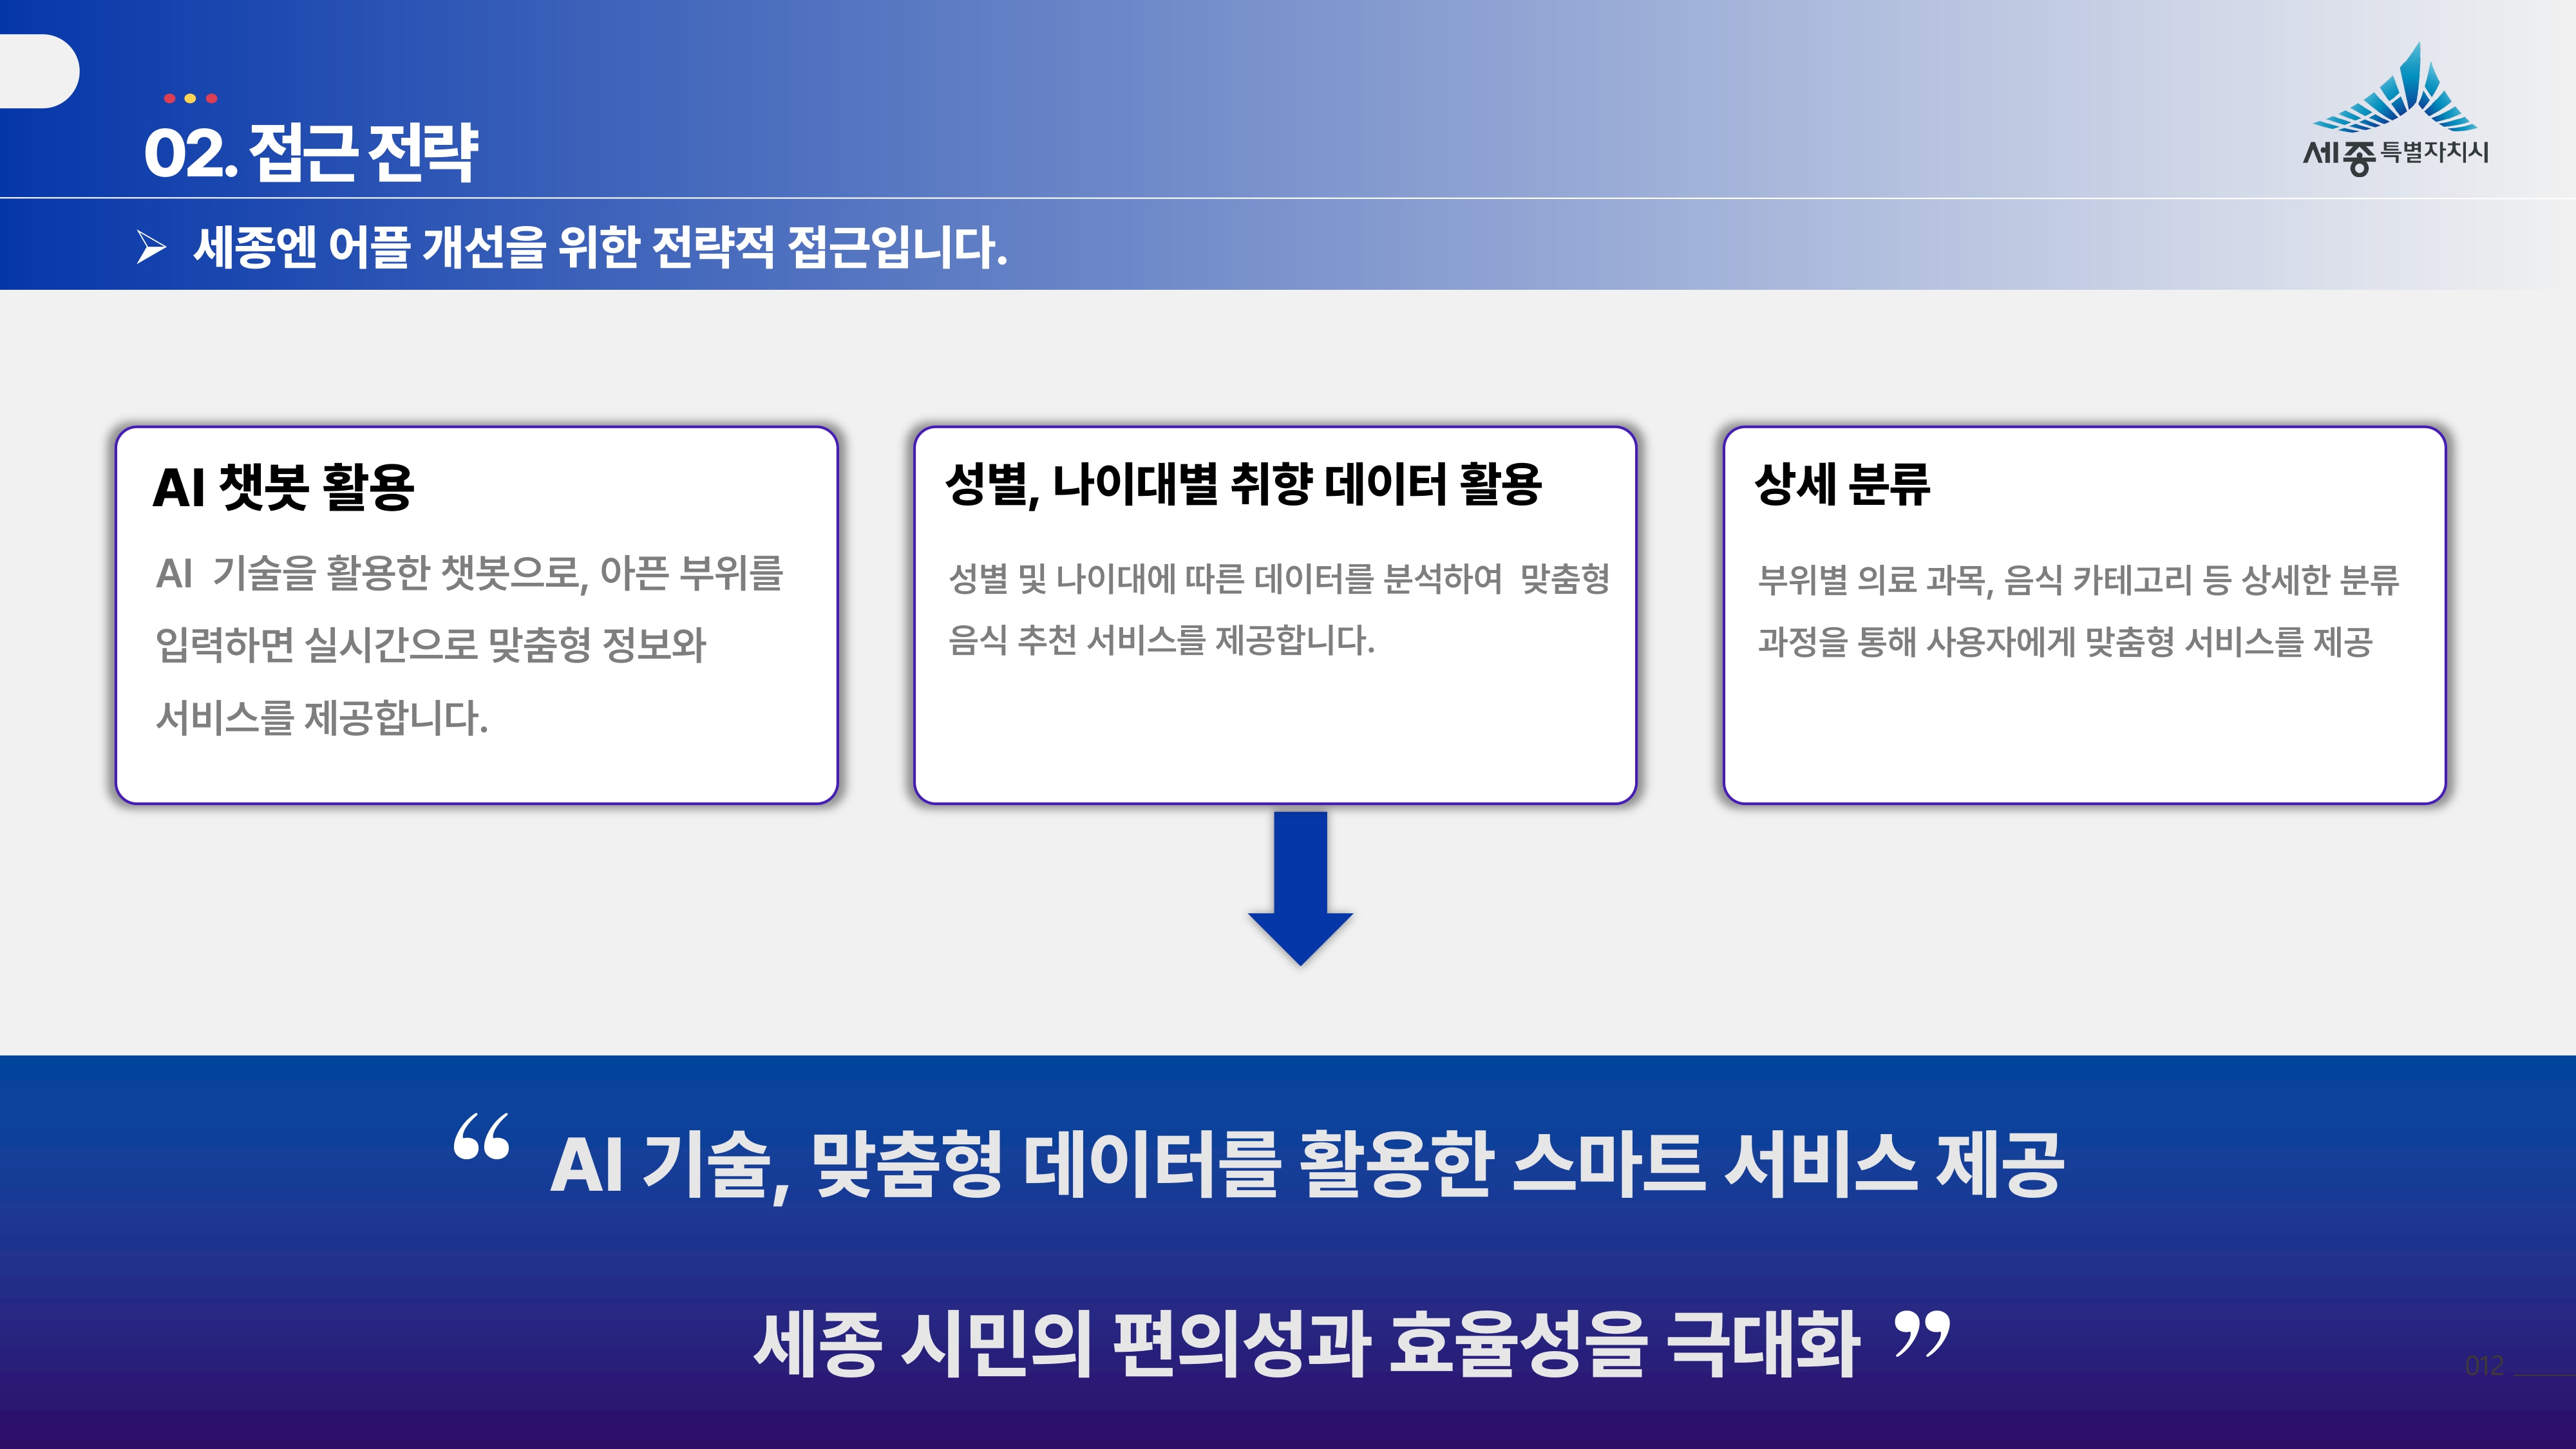 02. 접근 전략
세종특별자치시
세종엔 어플 개선을 위한 전략적 접근입니다.
AI 챗봇 활용
AI 기술을 활용한 챗봇으로, 아픈 부위를
입력하면 실시간으로 맞춤형 정보와
서비스를 제공합니다.
성별, 나이대별 취향 데이터 활용
성별 및 나이대에 따른 데이터를 분석하여 맞춤형
음식 추천 서비스를 제공합니다.
상세 분류
부위별 의료 과목, 음식 카테고리 등 상세한 분류
과정을 통해 사용자에게 맞춤형 서비스를 제공
“ AI 기술, 맞춤형 데이터를 활용한 스마트 서비스 제공
세종 시민의 편의성과 효율성을 극대화 ”
012